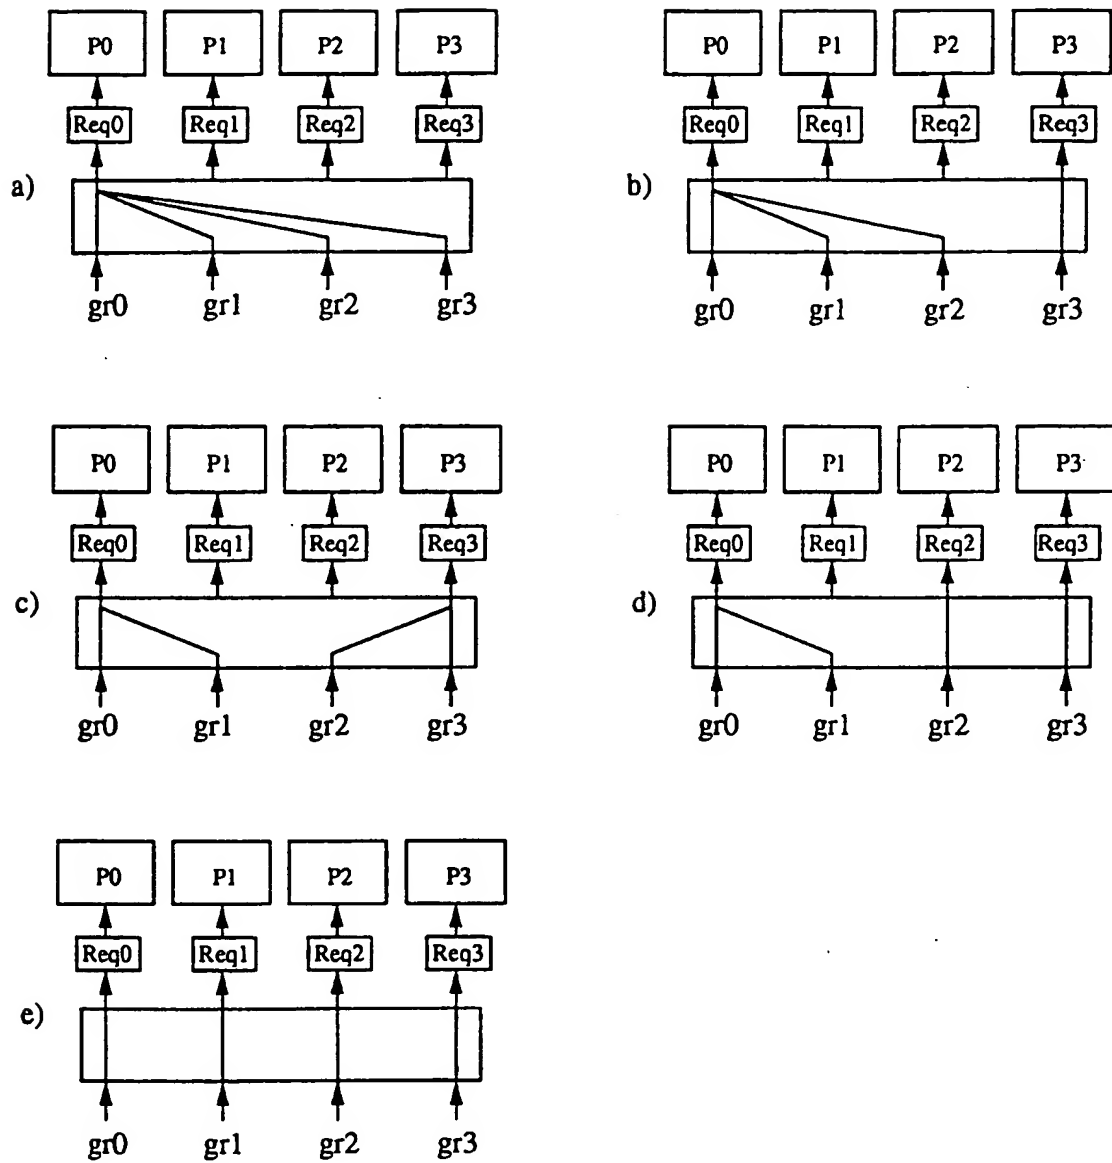 P0 P1 P2 P3
Req0 Req1 Req2 Req3
a)
gr0 gr1 gr2 gr3
P0 P1 P2 P3
Req0 Req1 Req2 Req3
b)
gr0 gr1 gr2 gr3
P0 P1 P2 P3
Req0 Req1 Req2 Req3
c)
gr0 gr1 gr2 gr3
P0 P1 P2 P3
Req0 Req1 Req2 Req3
d)
gr0 gr1 gr2 gr3
P0 P1 P2 P3
Req0 Req1 Req2 Req3
e)
gr0 gr1 gr2 gr3